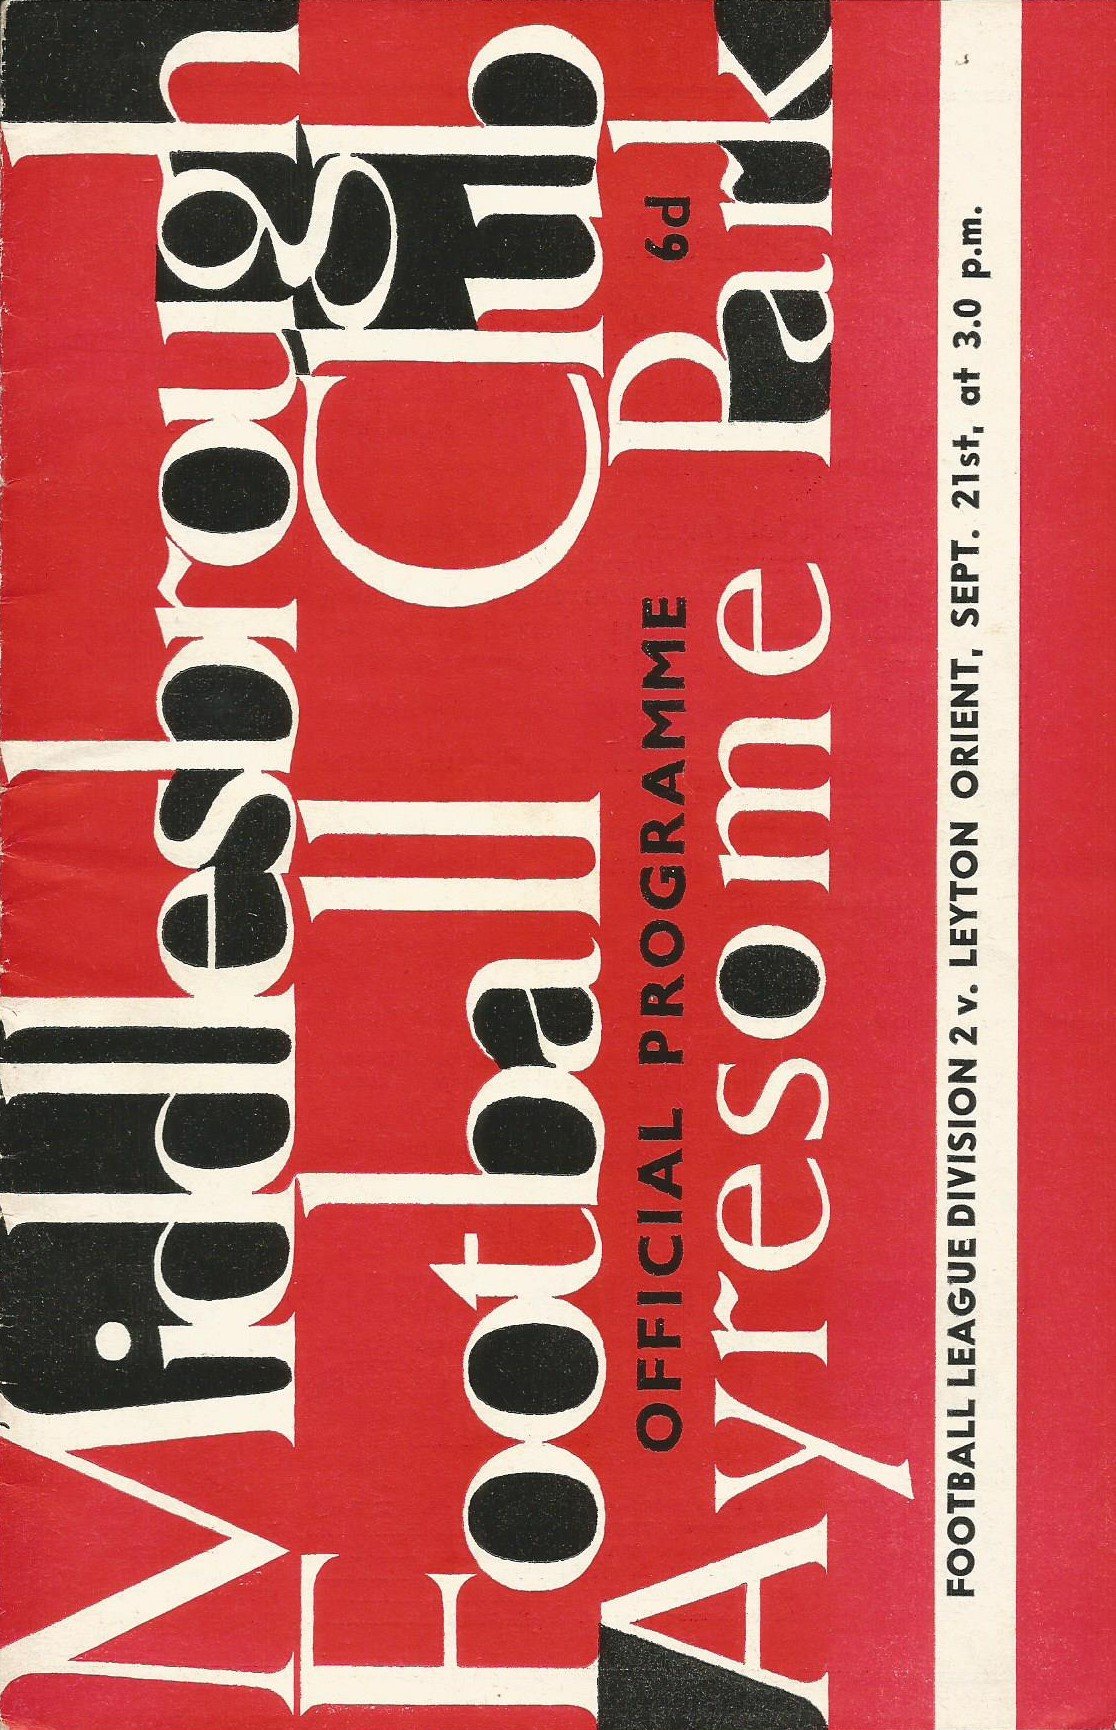 Middlesbrough
Football Club
OFFICIAL PROGRAMME 6d
Ayresome Park
FOOTBALL LEAGUE DIVISION 2 v. LEYTON ORIENT, SEPT. 21st, at 3.0 p.m.